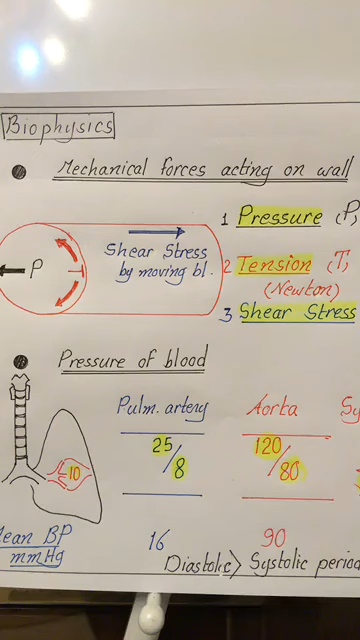 Biophysics
Mechanical forces acting on wall
1 Pressure (P,
P
Shear Stress
by moving bl.
2 Tension (T,
(Newton)
3 Shear Stress
Pressure of blood
Pulm. artery
Aorta
Sy
25/8
120/80
10
Mean BP
mmHg
16
90
Diastolic > Systolic period